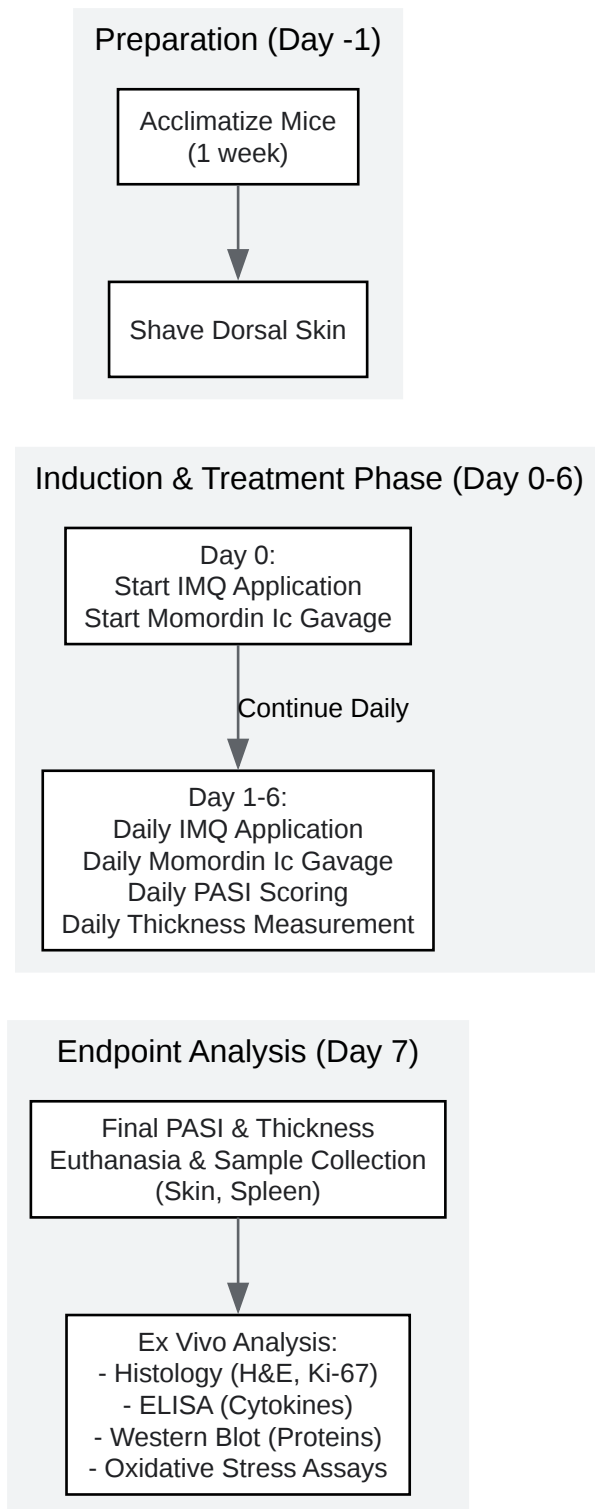 Preparation (Day -1)
Acclimatize Mice
(1 week)
Shave Dorsal Skin
Induction & Treatment Phase (Day 0-6)
Day 0:
Start IMQ Application
Start Momordin Ic Gavage
Continue Daily
Day 1-6:
Daily IMQ Application
Daily Momordin Ic Gavage
Daily PASI Scoring
Daily Thickness Measurement
Endpoint Analysis (Day 7)
Final PASI & Thickness
Euthanasia & Sample Collection
(Skin, Spleen)
Ex Vivo Analysis:
- Histology (H&E, Ki-67)
- ELISA (Cytokines)
- Western Blot (Proteins)
- Oxidative Stress Assays